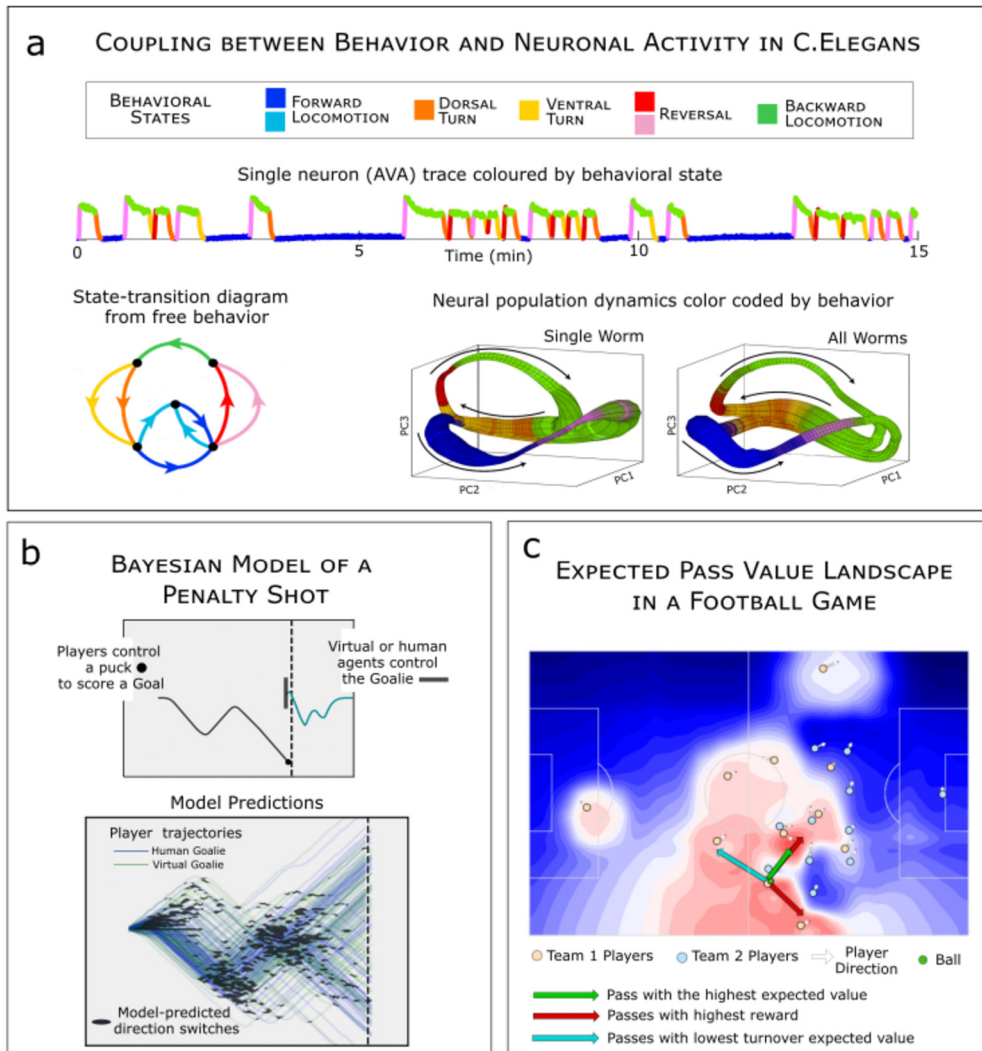 a
COUPLING BETWEEN BEHAVIOR AND NEURONAL ACTIVITY IN C.ELEGANS
BEHAVIORAL
STATES
FORWARD
LOCOMOTION
DORSAL
TURN
VENTRAL
TURN
REVERSAL
BACKWARD
LOCOMOTION
Single neuron (AVA) trace coloured by behavioral state
0 5 10 15
Time (min)
State-transition diagram
from free behavior
Neural population dynamics color coded by behavior
Single Worm
All Worms
PC3
PC2
PC1
PC3
PC2
PC1
b
BAYESIAN MODEL OF A
PENALTY SHOT
Players control
a puck
to score a Goal
Virtual or human
agents control
the Goalie
Model Predictions
Player trajectories
Human Goalie
Virtual Goalie
Model-predicted
direction switches
c
EXPECTED PASS VALUE LANDSCAPE
IN A FOOTBALL GAME
Team 1 Players
Team 2 Players
Player
Direction
Ball
Pass with the highest expected value
Passes with highest reward
Passes with lowest turnover expected value